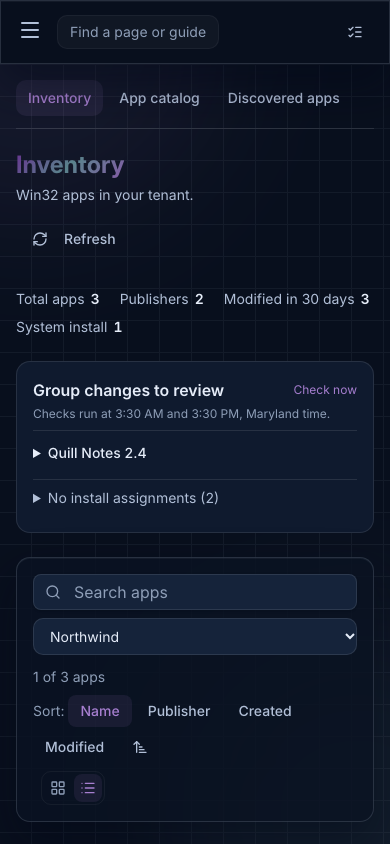 Find a page or guide
Inventory App catalog Discovered apps
Inventory
Win32 apps in your tenant.
Refresh
Total apps 3 Publishers 2 Modified in 30 days 3
System install 1
Group changes to review Check now
Checks run at 3:30 AM and 3:30 PM, Maryland time.
Quill Notes 2.4
No install assignments (2)
Search apps
Northwind
1 of 3 apps
Sort: Name Publisher Created
Modified